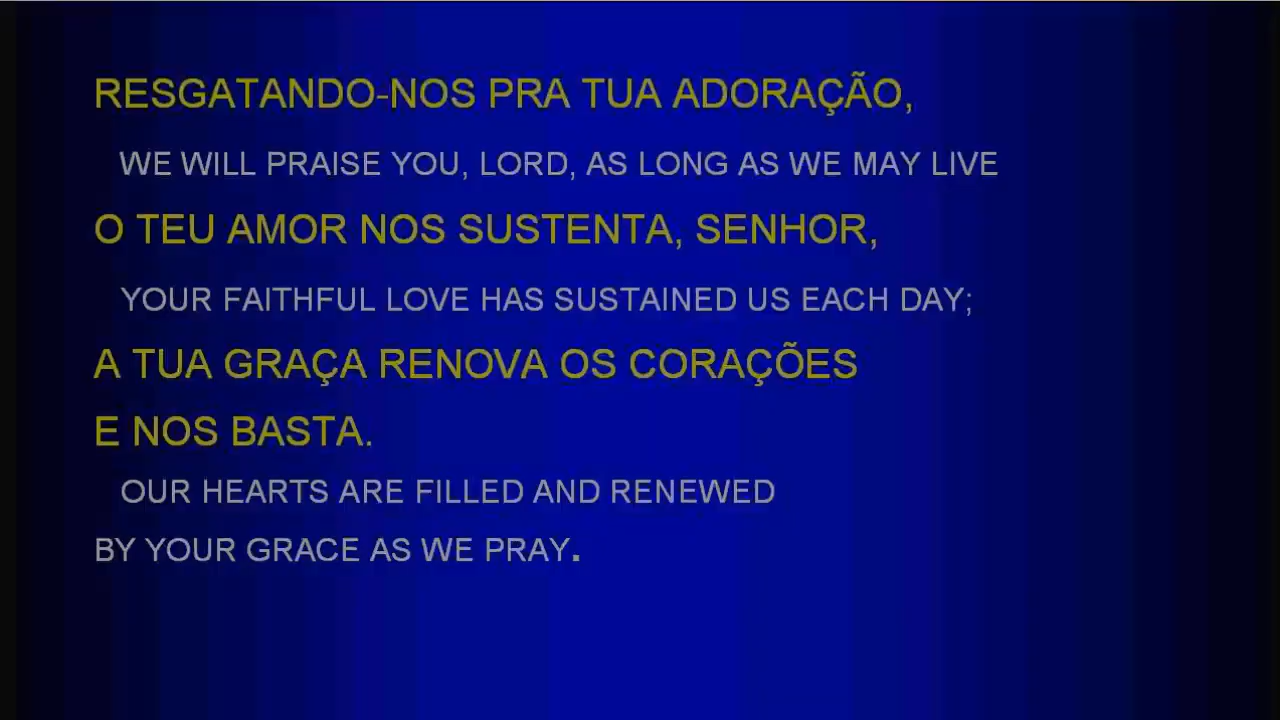 RESGATANDO-NOS PRA TUA ADORAÇÃO,
WE WILL PRAISE YOU, LORD, AS LONG AS WE MAY LIVE
O TEU AMOR NOS SUSTENTA, SENHOR,
YOUR FAITHFUL LOVE HAS SUSTAINED US EACH DAY;
A TUA GRAÇA RENOVA OS CORAÇÕES
E NOS BASTA.
OUR HEARTS ARE FILLED AND RENEWED
BY YOUR GRACE AS WE PRAY.